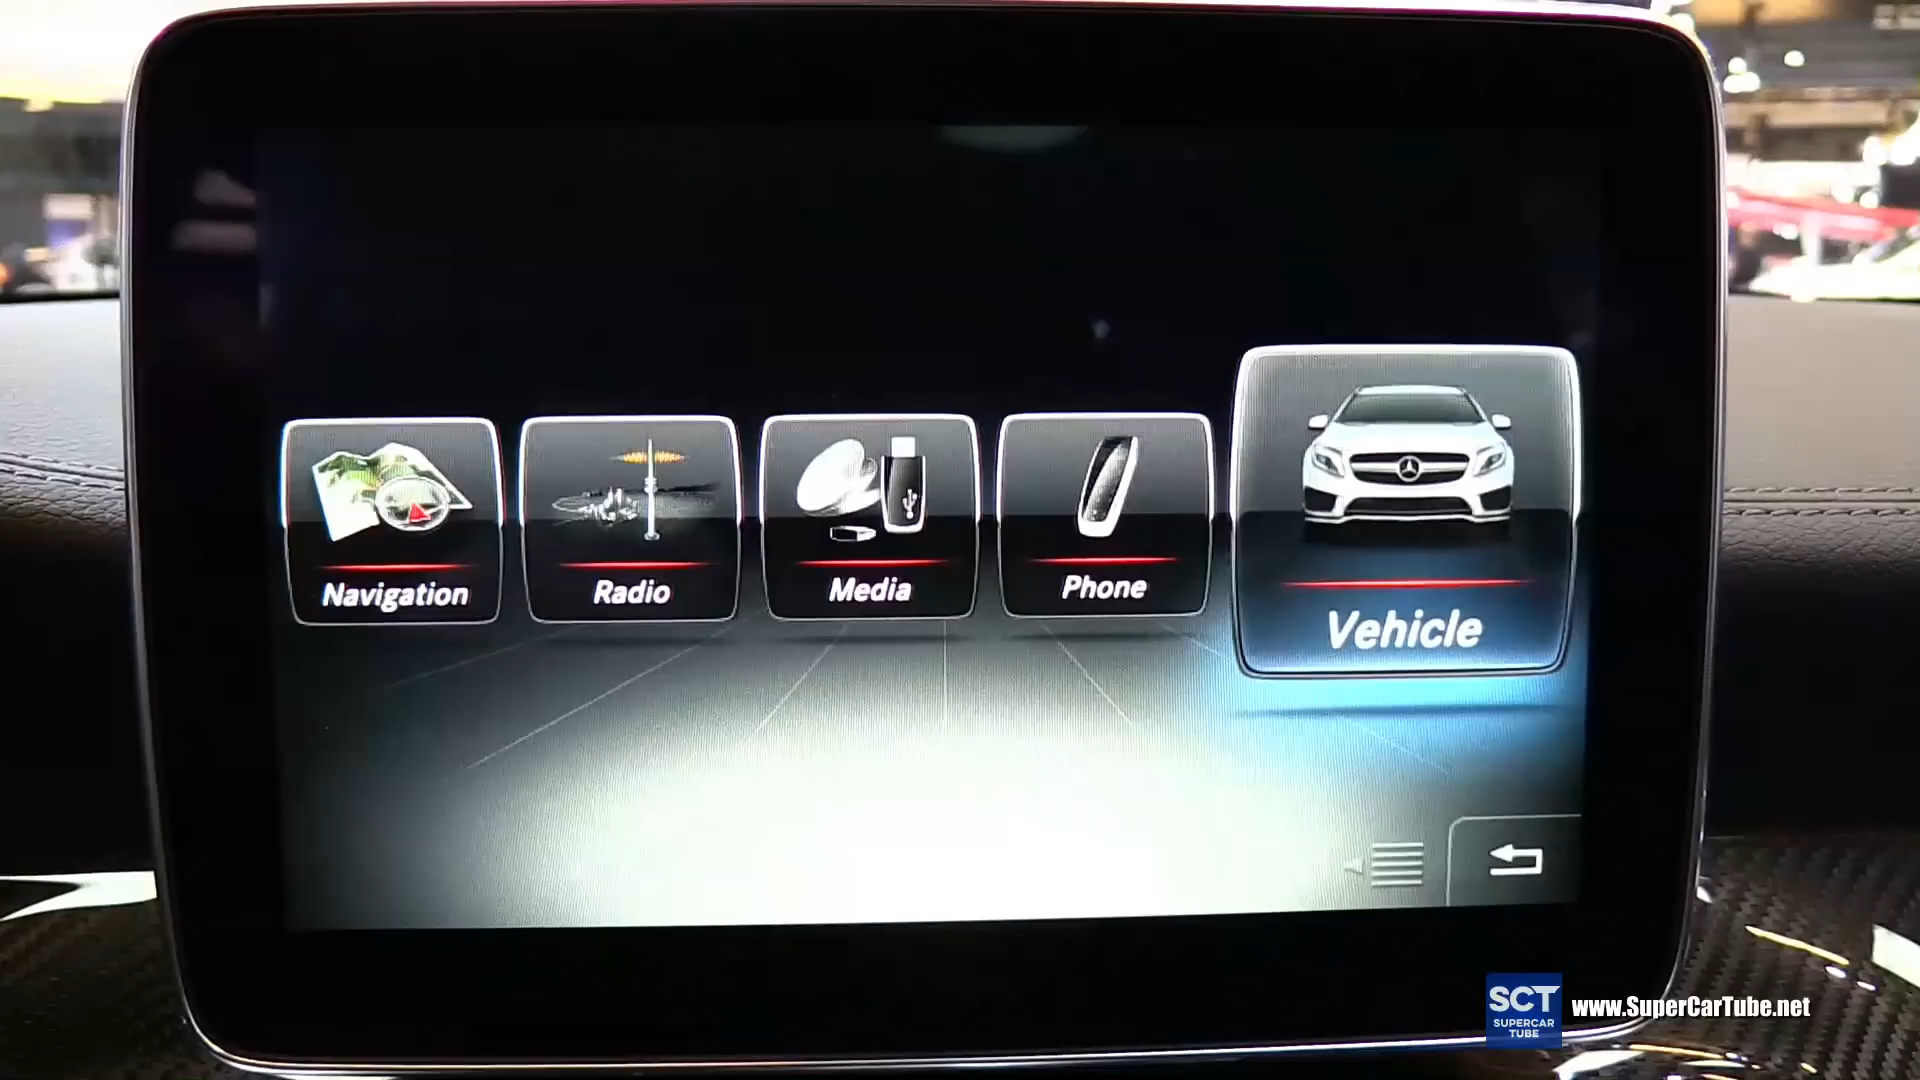 Navigation
Radio
Media
Phone
Vehicle
SCT
SUPERCAR
TUBE
www.SuperCarTube.net